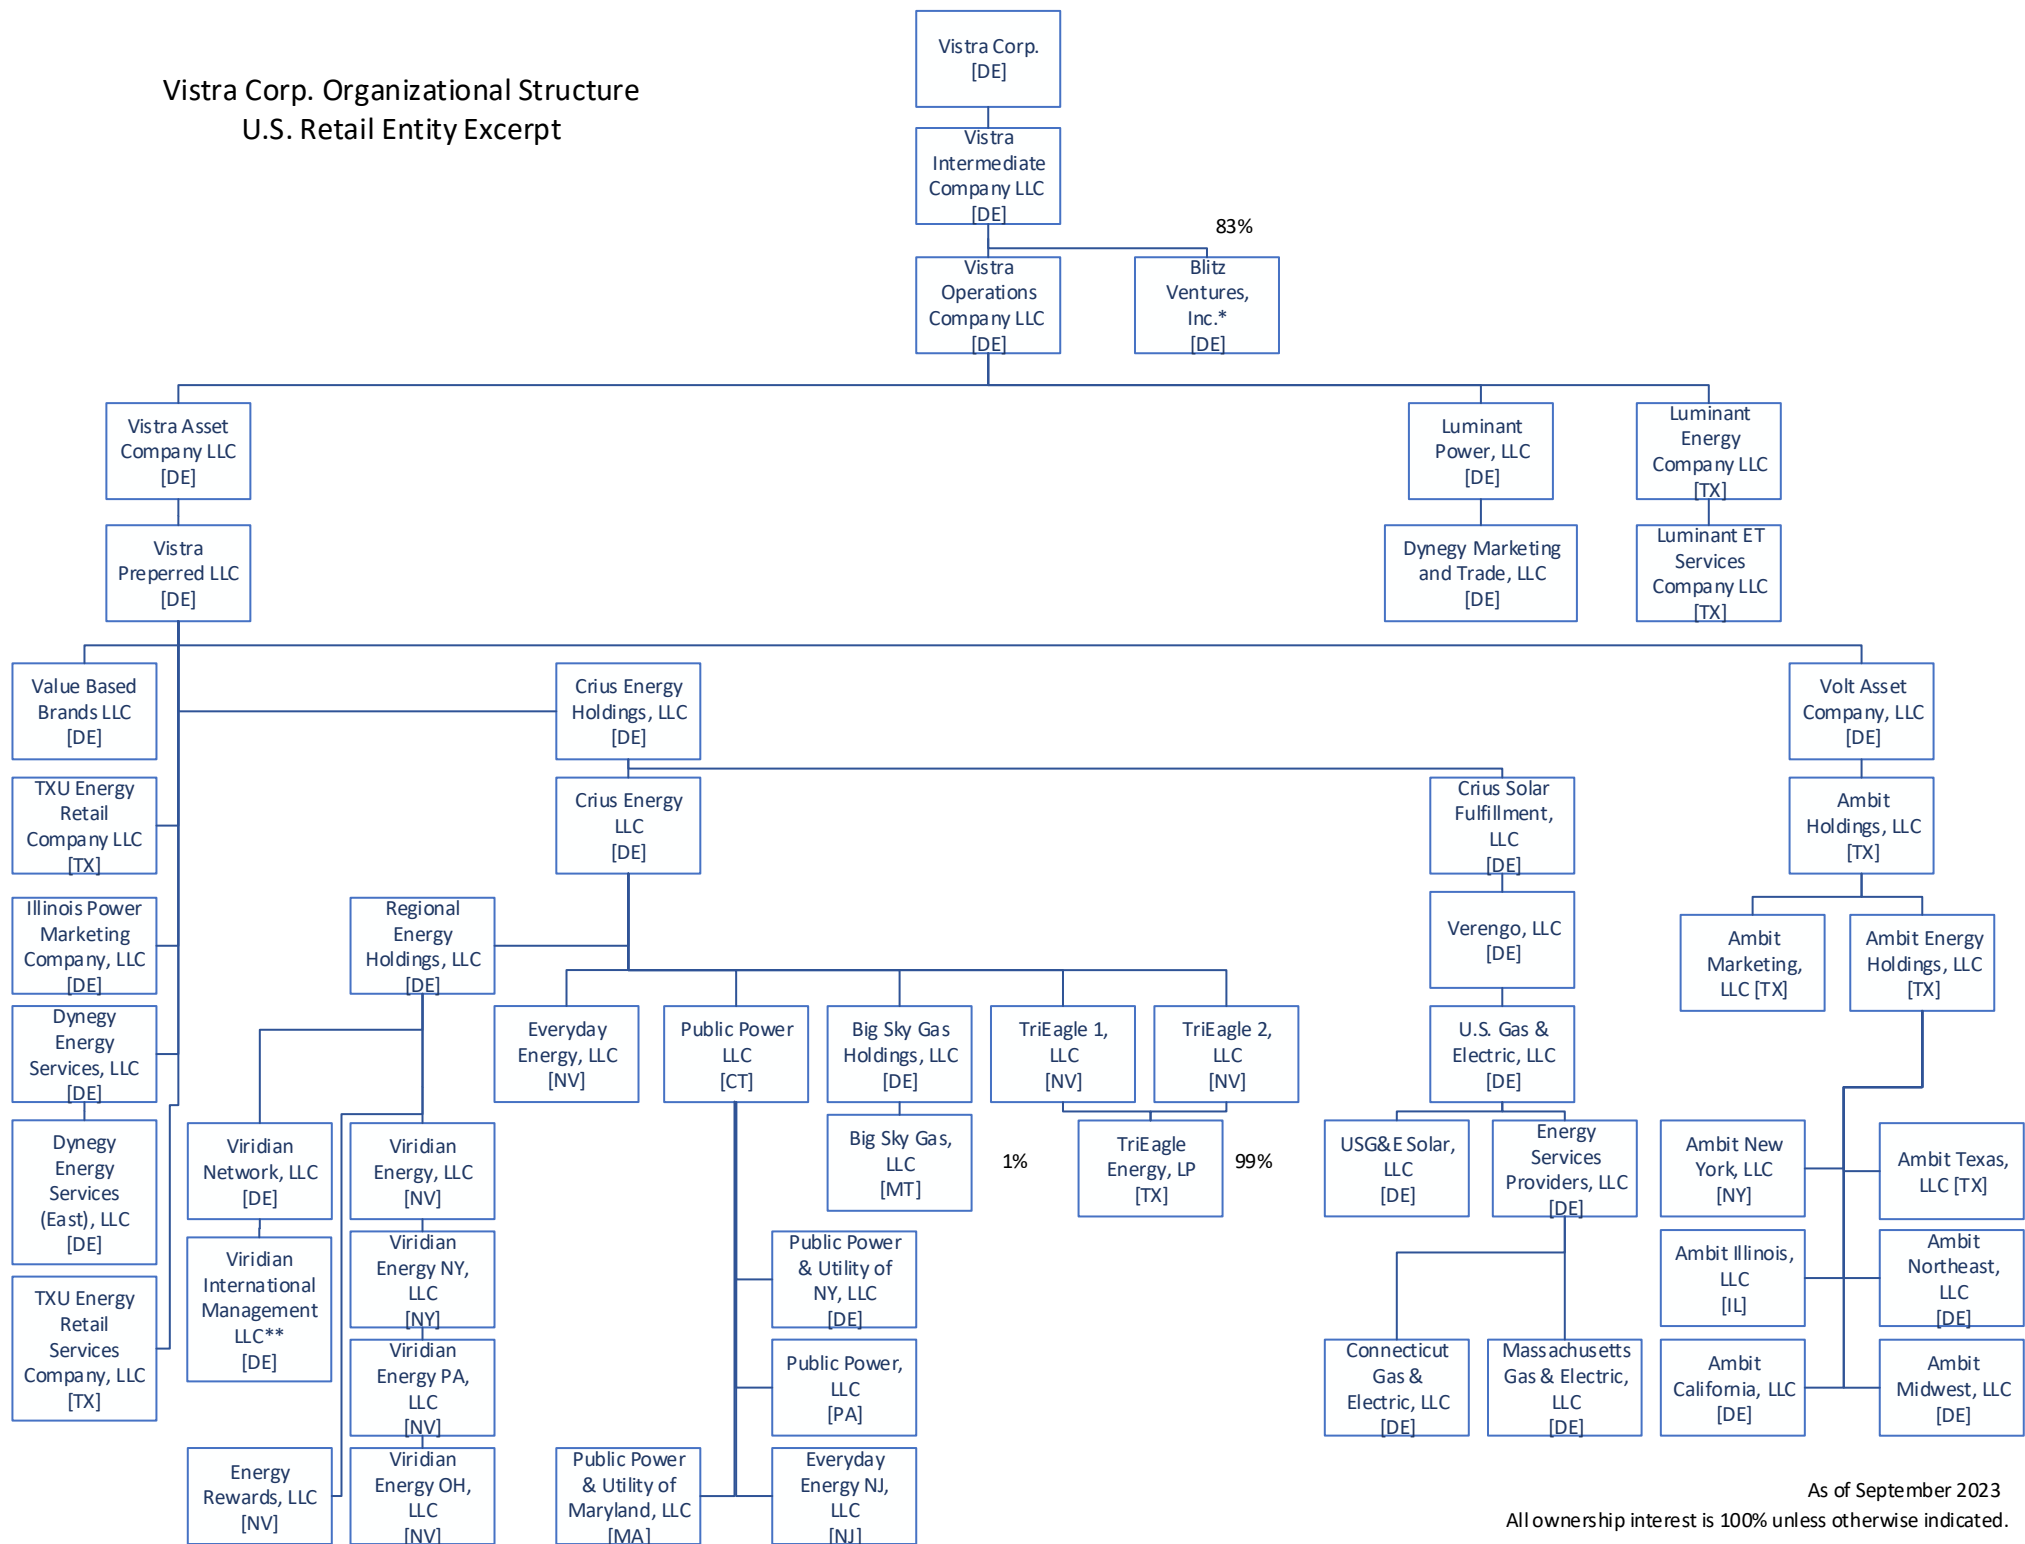 Vistra Corp. Organizational Structure
U.S. Retail Entity Excerpt
Vistra Corp.
[DE]
Vistra
Intermediate
Company LLC
[DE]
83%
Vistra
Operations
Company LLC
[DE]
Blitz
Ventures,
Inc.*
[DE]
Vistra Asset
Company LLC
[DE]
Luminant
Power, LLC
[DE]
Luminant
Energy
Company LLC
[TX]
Vistra
Preperred LLC
[DE]
Dynegy Marketing
and Trade, LLC
[DE]
Luminant ET
Services
Company LLC
[TX]
Value Based
Brands LLC
[DE]
Crius Energy
Holdings, LLC
[DE]
Volt Asset
Company, LLC
[DE]
TXU Energy
Retail
Company LLC
[TX]
Crius Energy
LLC
[DE]
Crius Solar
Fulfillment,
LLC
[DE]
Ambit
Holdings, LLC
[TX]
Illinois Power
Marketing
Company, LLC
[DE]
Regional
Energy
Holdings, LLC
[DE]
Verengo, LLC
[DE]
Ambit
Marketing,
LLC [TX]
Ambit Energy
Holdings, LLC
[TX]
Dynegy
Energy
Services, LLC
[DE]
Everyday
Energy, LLC
[NV]
Public Power
LLC
[CT]
Big Sky Gas
Holdings, LLC
[DE]
TriEagle 1,
LLC
[NV]
TriEagle 2,
LLC
[NV]
U.S. Gas &
Electric, LLC
[DE]
Dynegy
Energy
Services
(East), LLC
[DE]
Viridian
Network, LLC
[DE]
Viridian
Energy, LLC
[NV]
Big Sky Gas,
LLC
[MT]
1%
TriEagle
Energy, LP
[TX]
99%
USG&E Solar,
LLC
[DE]
Energy
Services
Providers, LLC
[DE]
Ambit New
York, LLC
[NY]
Ambit Texas,
LLC [TX]
Viridian
International
Management
LLC**
[DE]
Viridian
Energy NY,
LLC
[NY]
Public Power
& Utility of
NY, LLC
[DE]
Ambit Illinois,
LLC
[IL]
Ambit
Northeast,
LLC
[DE]
TXU Energy
Retail
Services
Company, LLC
[TX]
Viridian
Energy PA,
LLC
[NV]
Public Power,
LLC
[PA]
Connecticut
Gas &
Electric, LLC
[DE]
Massachusetts
Gas & Electric,
LLC
[DE]
Ambit
California, LLC
[DE]
Ambit
Midwest, LLC
[DE]
Energy
Rewards, LLC
[NV]
Viridian
Energy OH,
LLC
[NV]
Public Power
& Utility of
Maryland, LLC
[MA]
Everyday
Energy NJ,
LLC
[NJ]
As of September 2023
All ownership interest is 100% unless otherwise indicated.